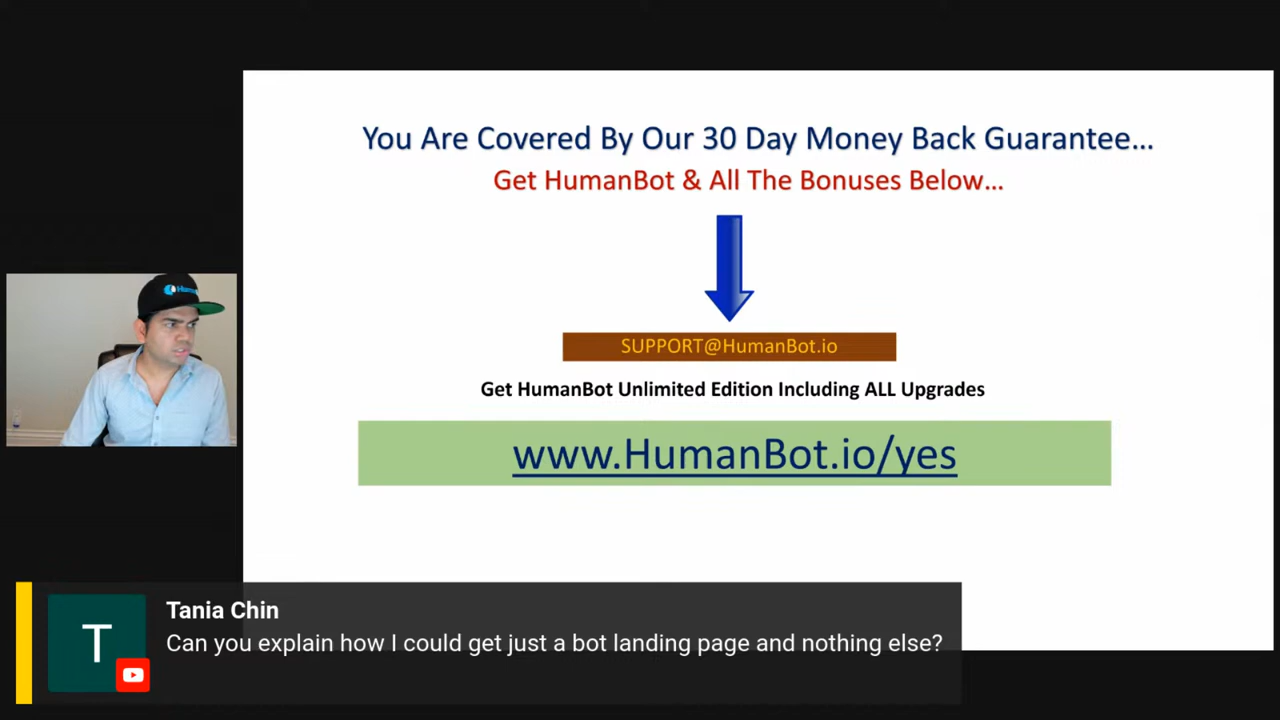 You Are Covered By Our 30 Day Money Back Guarantee…
Get HumanBot & All The Bonuses Below…
SUPPORT@HumanBot.io
Get HumanBot Unlimited Edition Including ALL Upgrades
www.HumanBot.io/yes
T
Tania Chin
Can you explain how I could get just a bot landing page and nothing else?